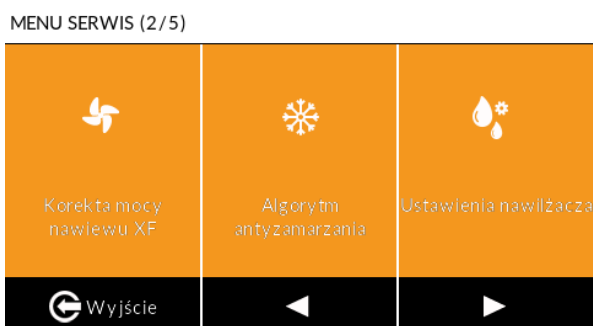 MENU SERWIS (2/5)
Korekta mocy
nawiewu XF
Algorytm
antyzamarzania
Ustawienia nawilżacza
Wyjście